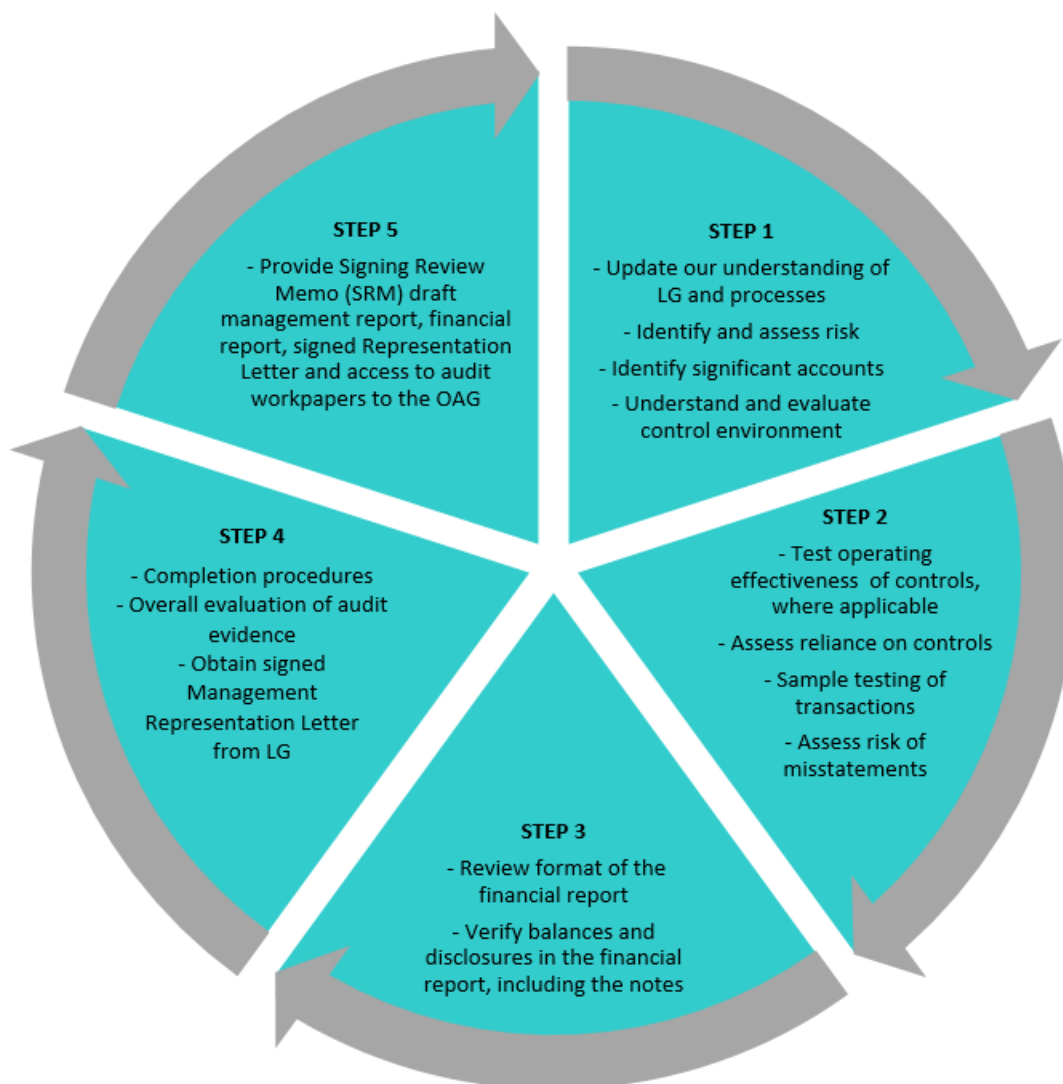 STEP 1
- Update our understanding of
LG and processes
- Identify and assess risk
- Identify significant accounts
- Understand and evaluate
control environment
STEP 2
- Test operating
effectiveness of controls,
where applicable
- Assess reliance on controls
- Sample testing of
transactions
- Assess risk of
misstatements
STEP 3
- Review format of the
financial report
- Verify balances and
disclosures in the financial
report, including the notes
STEP 4
- Completion procedures
- Overall evaluation of audit
evidence
- Obtain signed
Management
Representation Letter
from LG
STEP 5
- Provide Signing Review
Memo (SRM) draft
management report, financial
report, signed Representation
Letter and access to audit
workpapers to the OAG